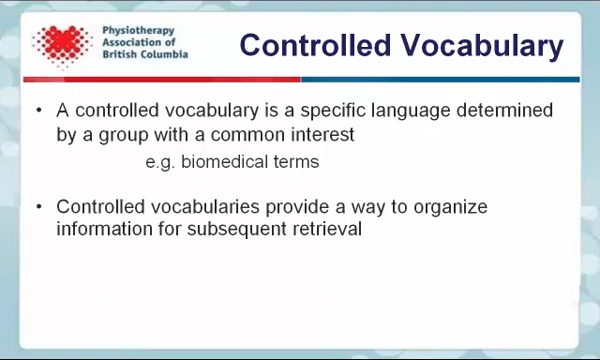 Physiotherapy
Association of
British Columbia
Controlled Vocabulary
• A controlled vocabulary is a specific language determined
by a group with a common interest
e.g. biomedical terms
• Controlled vocabularies provide a way to organize
information for subsequent retrieval